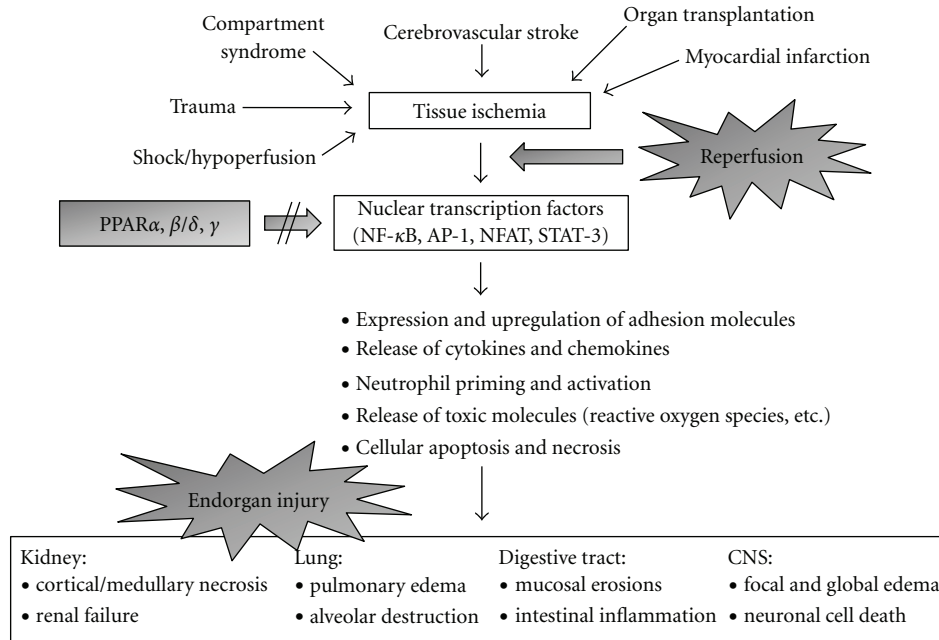 Compartment
syndrome
Cerebrovascular stroke
Organ transplantation
Myocardial infarction
Trauma
Tissue ischemia
Shock/hypoperfusion
Reperfusion
PPARα, β/δ, γ
Nuclear transcription factors
(NF-κB, AP-1, NFAT, STAT-3)
• Expression and upregulation of adhesion molecules
• Release of cytokines and chemokines
• Neutrophil priming and activation
• Release of toxic molecules (reactive oxygen species, etc.)
• Cellular apoptosis and necrosis
Endorgan injury
Kidney:
• cortical/medullary necrosis
• renal failure
Lung:
• pulmonary edema
• alveolar destruction
Digestive tract:
• mucosal erosions
• intestinal inflammation
CNS:
• focal and global edema
• neuronal cell death